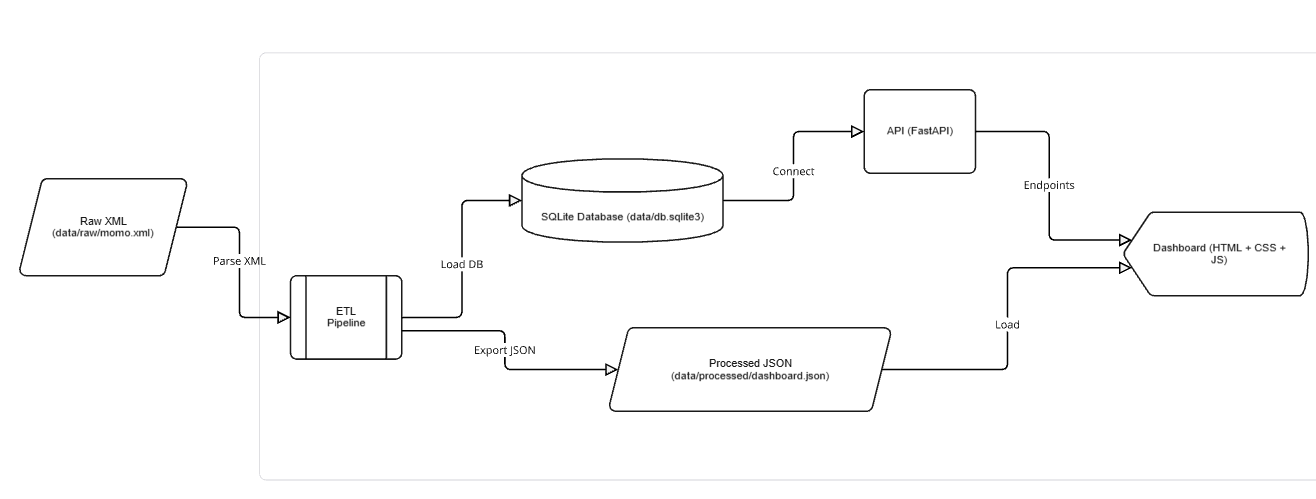 Raw XML
(data/raw/momo.xml)
Parse XML
ETL
Pipeline
Load DB
SQLite Database (data/db.sqlite3)
Connect
API (FastAPI)
Endpoints
Export JSON
Processed JSON
(data/processed/dashboard.json)
Load
Dashboard (HTML + CSS +
JS)